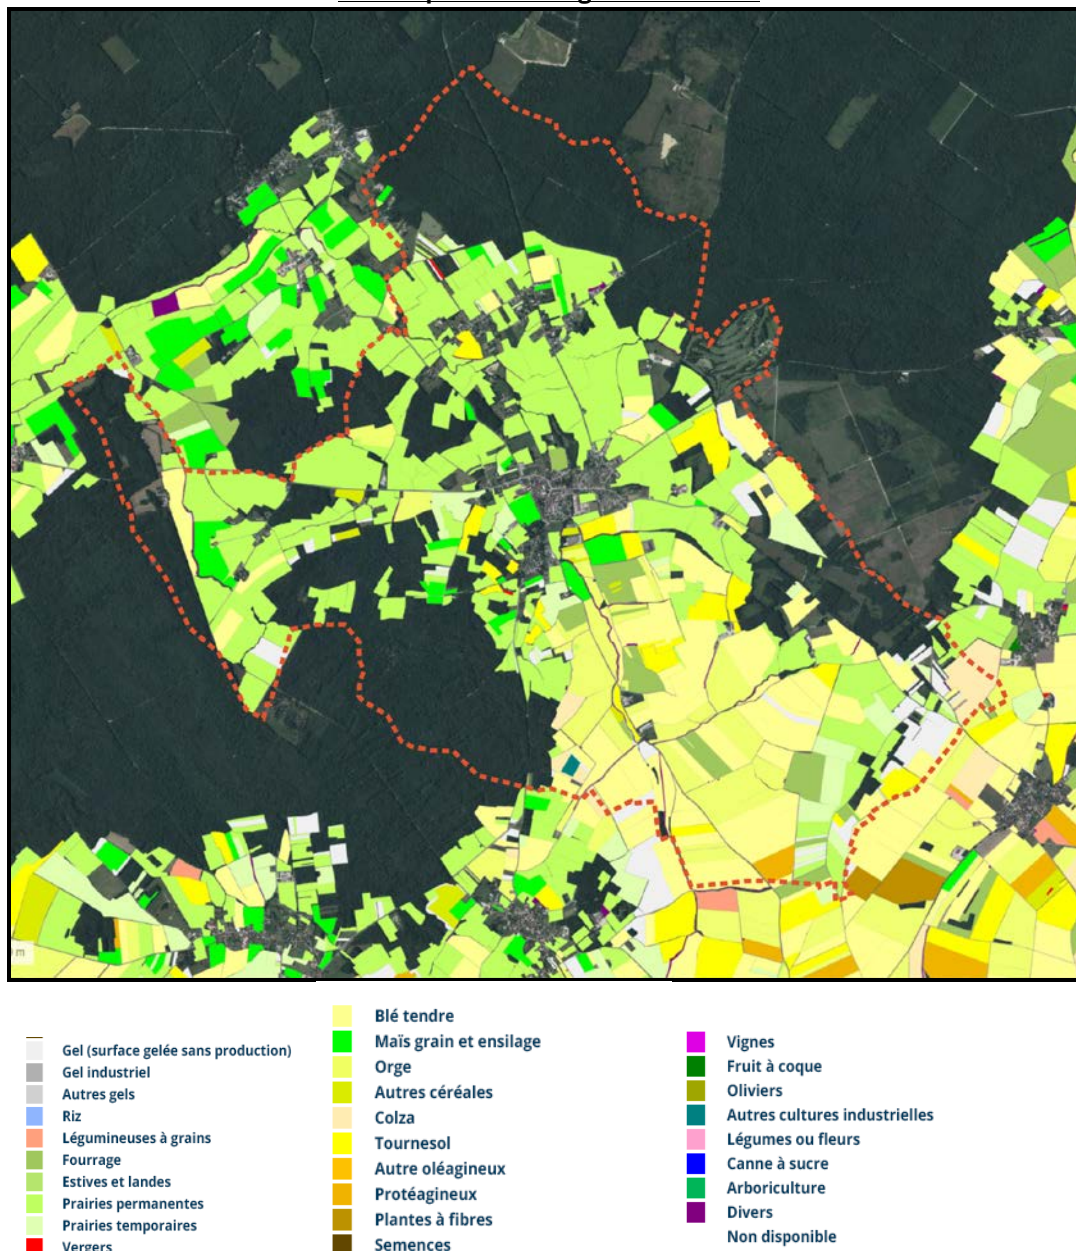 m
Gel (surface gelée sans production)
Gel industriel
Autres gels
Riz
Légumineuses à grains
Fourrage
Estives et landes
Prairies permanentes
Prairies temporaires
Vergers
Blé tendre
Maïs grain et ensilage
Orge
Autres céréales
Colza
Tournesol
Autre oléagineux
Protéagineux
Plantes à fibres
Semences
Vignes
Fruit à coque
Oliviers
Autres cultures industrielles
Légumes ou fleurs
Canne à sucre
Arboriculture
Divers
Non disponible